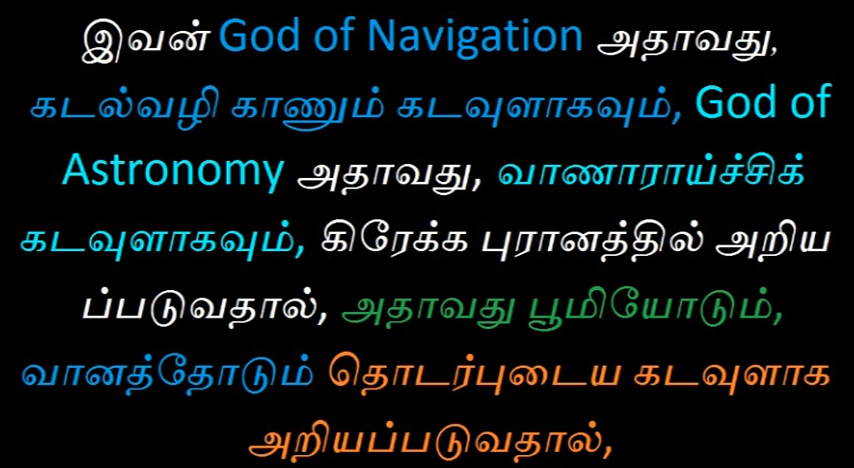 இவன் God of Navigation அதாவது,
கடல்வழி காணும் கடவுளாகவும், God of
Astronomy அதாவது, வாணாராய்ச்சிக்
கடவுளாகவும், கிரேக்க புரானத்தில் அறிய
ப்படுவதால், அதாவது பூமியோடும்,
வானத்தோடும் தொடர்புடைய கடவுளாக
அறியப்படுவதால்,